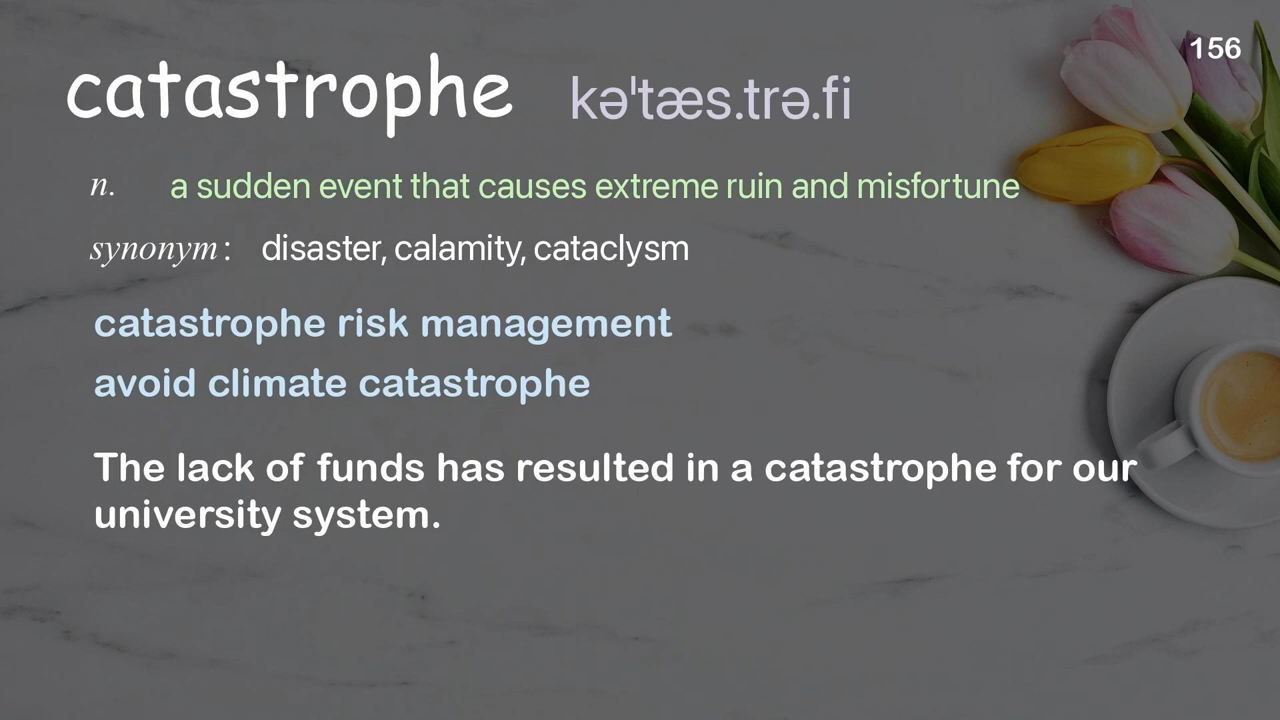 156
catastrophe kəˈtæs.trə.fi
n. a sudden event that causes extreme ruin and misfortune
synonym: disaster, calamity, cataclysm
catastrophe risk management
avoid climate catastrophe
The lack of funds has resulted in a catastrophe for our
university system.